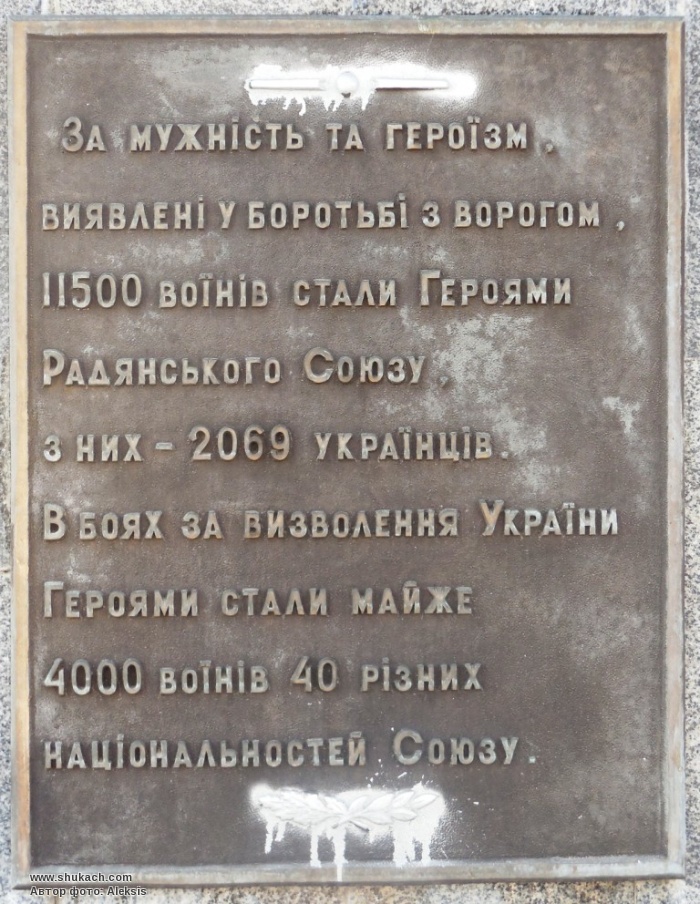 За мужність та героїзм,
виявлені у боротьбі з ворогом,
11500 воїнів стали Героями
Радянського Союзу,
з них – 2069 українців.
В боях за визволення України
Героями стали майже
4000 воїнів 40 різних
національностей Союзу.
www.shukach.com
Автор фото: Aleksis